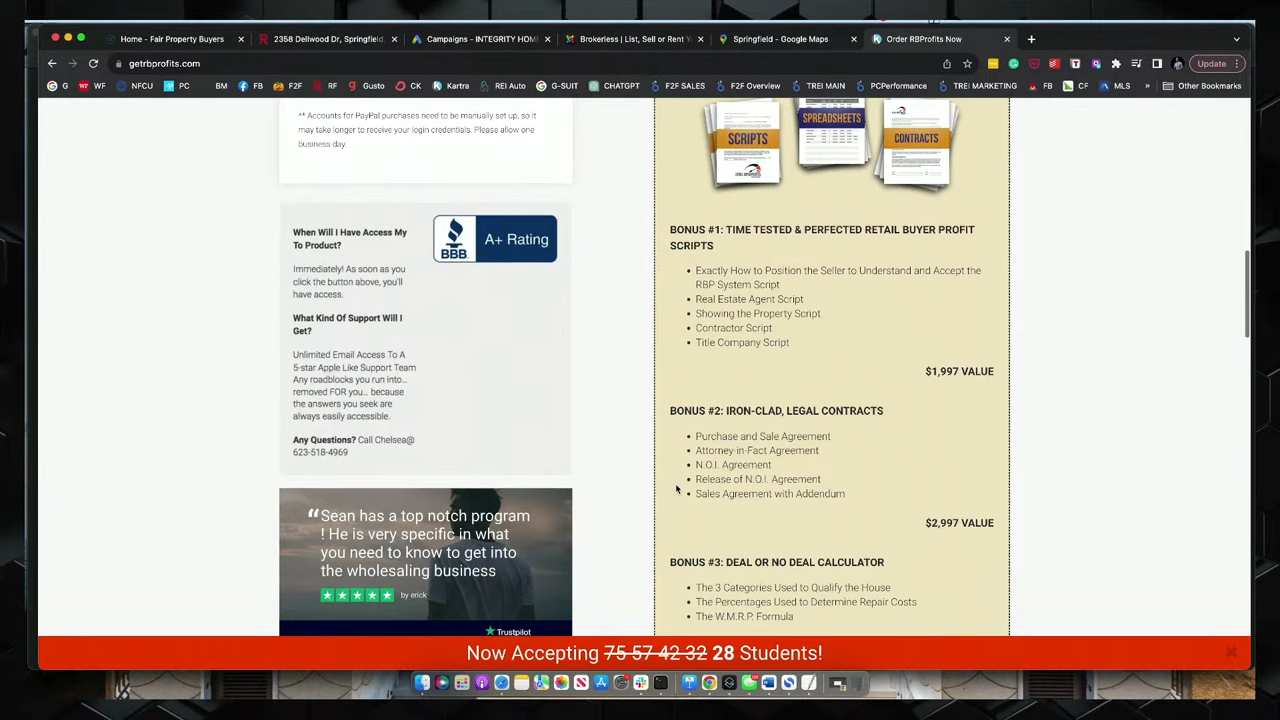 Home - Fair Property Buyers
2358 Dellwood Dr, Springfield,
Campaigns – INTEGRITY HOM
Brokerless | List, Sell or Rent Y
Springfield - Google Maps
Order RBProfits Now
getrbprofits.com
Update
G
WF
NFCU
PC
BM
FB
F2F
RF
Gusto
CK
Kartra
REI Auto
G-SUIT
CHATGPT
F2F SALES
F2F Overview
TREI MAIN
PCPerformance
TREI MARKETING
FB
CF
MLS
»
Other Bookmarks
** Accounts for PayPal purchases need to be manually set up, so it
may take longer to receive your login credentials. Please allow one
business day.
When Will I Have Access My
To Product?
Immediately! As soon as you
click the button above, you'll
have access.
What Kind Of Support Will I
Get?
Unlimited Email Access To A
5-star Apple Like Support Team
Any roadblocks you run into...
removed FOR you... because
the answers you seek are
always easily accessible.
Any Questions? Call Chelsea@
623-518-4969
BBB.
A+ Rating
“Sean has a top notch program
! He is very specific in what
you need to know to get into
the wholesaling business
by erick
Trustpilot
SCRIPTS
SPREADSHEETS
CONTRACTS
BONUS #1: TIME TESTED & PERFECTED RETAIL BUYER PROFIT
SCRIPTS
• Exactly How to Position the Seller to Understand and Accept the
RBP System Script
• Real Estate Agent Script
• Showing the Property Script
• Contractor Script
• Title Company Script
$1,997 VALUE
BONUS #2: IRON-CLAD, LEGAL CONTRACTS
• Purchase and Sale Agreement
• Attorney-in-Fact Agreement
• N.O.I. Agreement
• Release of N.O.I. Agreement
• Sales Agreement with Addendum
$2,997 VALUE
BONUS #3: DEAL OR NO DEAL CALCULATOR
• The 3 Categories Used to Qualify the House
• The Percentages Used to Determine Repair Costs
• The W.M.R.P. Formula
Now Accepting 75 57 42 32 28 Students!